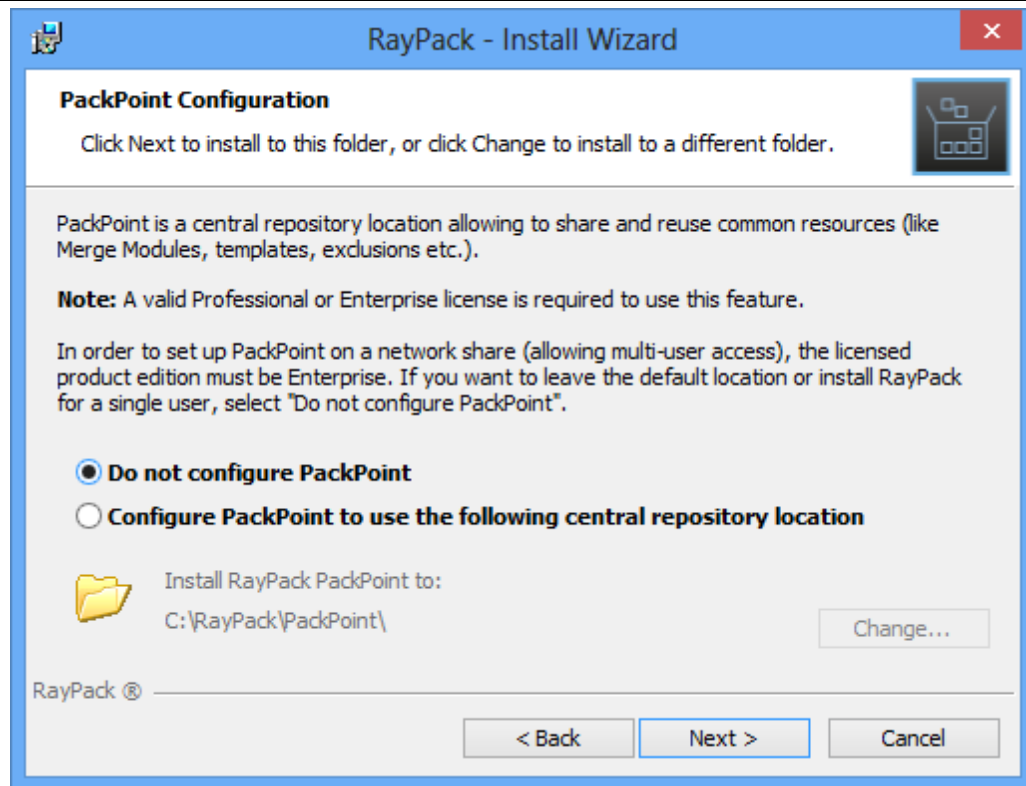 RayPack - Install Wizard
PackPoint Configuration
Click Next to install to this folder, or click Change to install to a different folder.
PackPoint is a central repository location allowing to share and reuse common resources (like
Merge Modules, templates, exclusions etc.).
Note: A valid Professional or Enterprise license is required to use this feature.
In order to set up PackPoint on a network share (allowing multi-user access), the licensed
product edition must be Enterprise. If you want to leave the default location or install RayPack
for a single user, select "Do not configure PackPoint".
Do not configure PackPoint
Configure PackPoint to use the following central repository location
Install RayPack PackPoint to:
C:\RayPack\PackPoint\
Change...
RayPack ®
< Back
Next >
Cancel